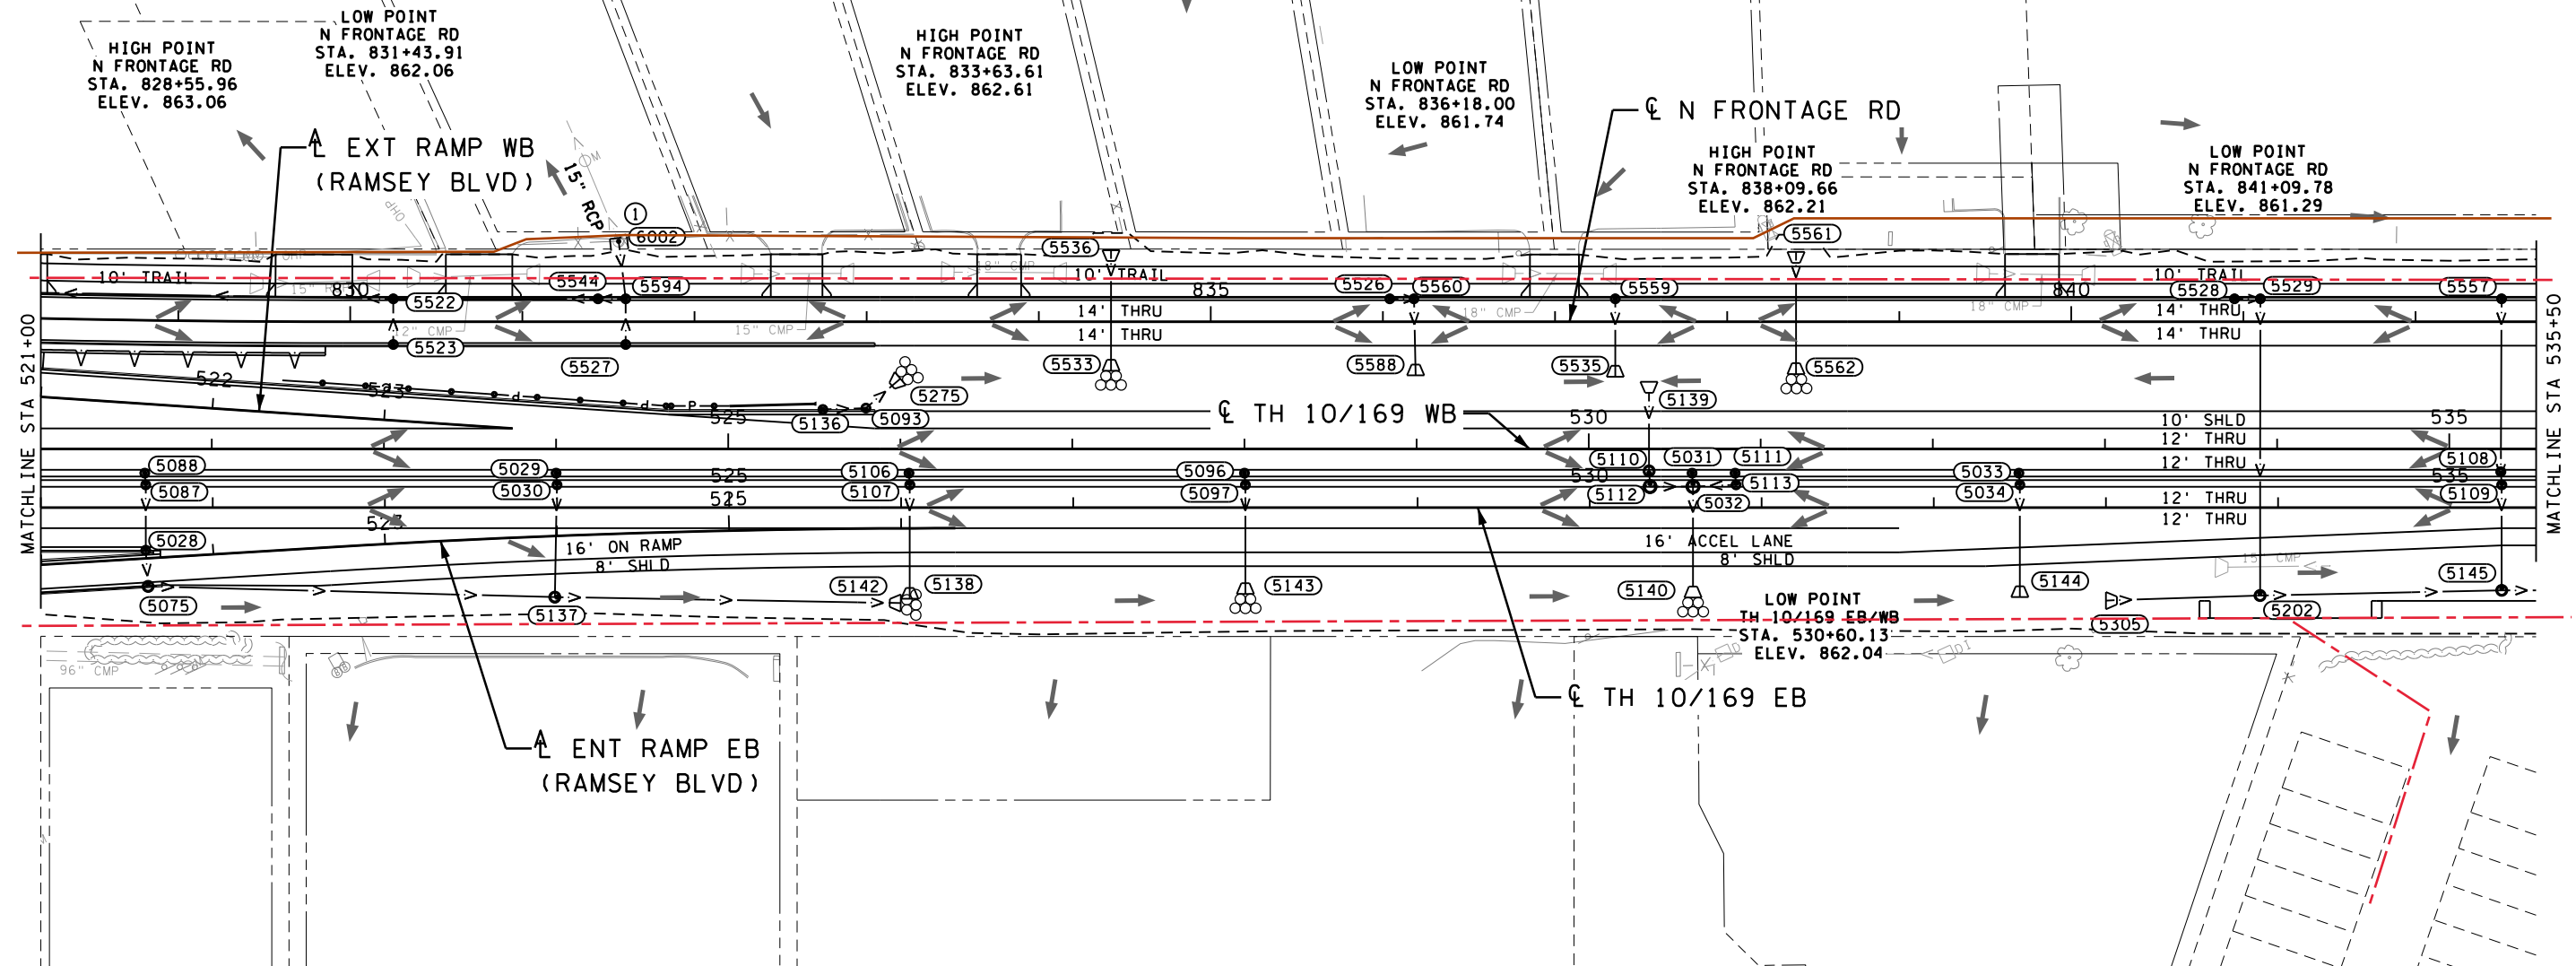 LOW POINT
N FRONTAGE RD
STA. 831+43.91
ELEV. 862.06
HIGH POINT
N FRONTAGE RD
STA. 828+55.96
ELEV. 863.06
HIGH POINT
N FRONTAGE RD
STA. 833+63.61
ELEV. 862.61
LOW POINT
N FRONTAGE RD
STA. 836+18.00
ELEV. 861.74
℄ N FRONTAGE RD
HIGH POINT
N FRONTAGE RD
STA. 838+09.66
ELEV. 862.21
LOW POINT
N FRONTAGE RD
STA. 841+09.78
ELEV. 861.29
EXT RAMP WB
(RAMSEY BLVD)
15" RCP
OHP
1
6002
5536
5561
10' TRAIL
18" CMP
10' TRAIL
10' TRAIL
830
5544
5594
835
5526
5560
5559
840
5528
5529
5557
5522
12" CMP
15" CMP
14' THRU
18" CMP
18" CMP
14' THRU
5523
14' THRU
14' THRU
5527
5533
5588
5535
5562
522
523
5275
5139
5136
5093
525
℄ TH 10/169 WB
530
10' SHLD
535
12' THRU
5088
5029
525
5106
5096
5110
5031
5111
5033
12' THRU
5108
5087
5030
525
5107
5097
530
5112
5032
5113
5034
12' THRU
535
5109
12' THRU
5028
16' ON RAMP
8' SHLD
16' ACCEL LANE
8' SHLD
15" CMP
5075
5137
5142
5138
5143
5140
5144
5145
5202
5305
LOW POINT
TH 10/169 EB/WB
STA. 530+60.13
ELEV. 862.04
96" CMP
℄ TH 10/169 EB
ENT RAMP EB
(RAMSEY BLVD)
MATCHLINE STA 521+00
MATCHLINE STA 535+50